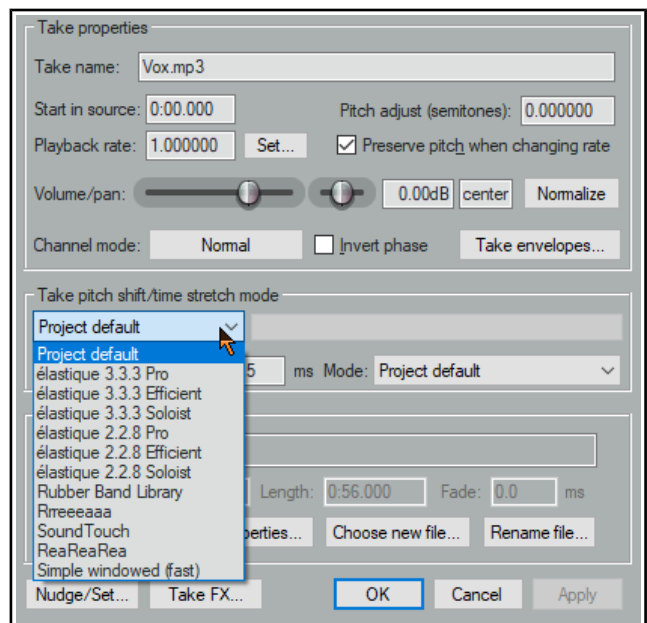 Take properties
Take name: Vox.mp3
Start in source: 0:00.000 Pitch adjust (semitones): 0.000000
Playback rate: 1.000000 Set... Preserve pitch when changing rate
Volume/pan: 0.00dB center Normalize
Channel mode: Normal Invert phase Take envelopes...
Take pitch shift/time stretch mode
Project default
Project default
élastique 3.3.3 Pro
5 ms Mode: Project default
élastique 3.3.3 Efficient
élastique 3.3.3 Soloist
élastique 2.2.8 Pro
élastique 2.2.8 Efficient
élastique 2.2.8 Soloist
Rubber Band Library
Length: 0:56.000 Fade: 0.0 ms
Rrreeeaaa
SoundTouch
perties... Choose new file... Rename file...
ReaReaRea
Simple windowed (fast)
Nudge/Set... Take FX... OK Cancel Apply